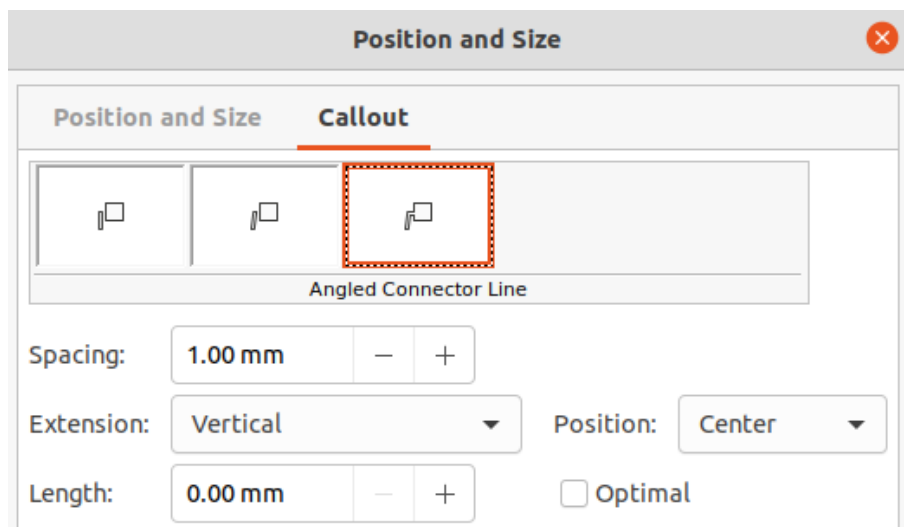 Position and Size
Position and Size Callout
Angled Connector Line
Spacing: 1.00 mm
Extension: Vertical Position: Center
Length: 0.00 mm Optimal